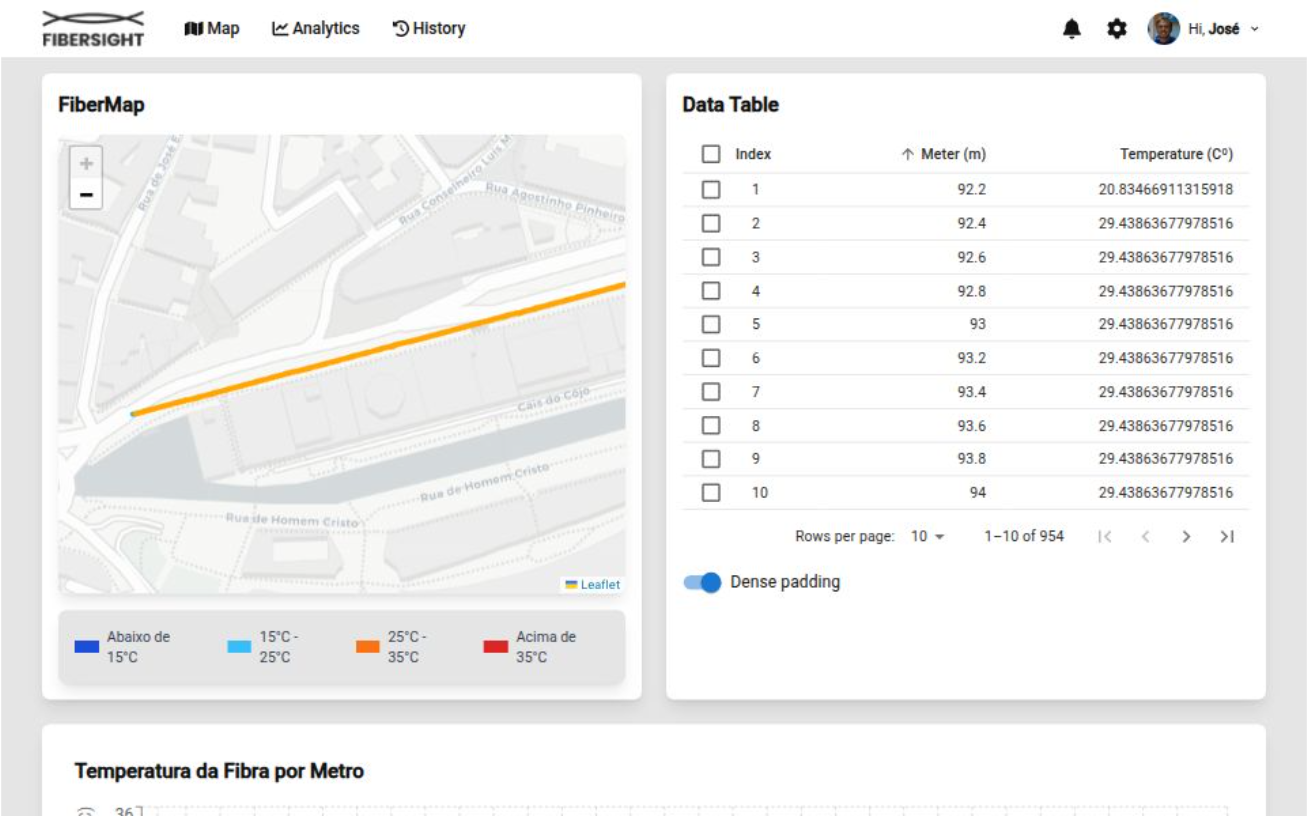 FIBERSIGHT
Map
Analytics
History
Hi, José
FiberMap
+
−
Rua de José E
Rua Conselheiro Luís M
Rua Agostinho Pinheiro
Cais do Cojo
Rua de Homem Cristo
Rua de Homem Cristo
Leaflet
Abaixo de
15°C
15°C -
25°C
25°C -
35°C
Acima de
35°C
Data Table
Index ↑ Meter (m) Temperature (Cº)
1 92.2 20.83466911315918
2 92.4 29.43863677978516
3 92.6 29.43863677978516
4 92.8 29.43863677978516
5 93 29.43863677978516
6 93.2 29.43863677978516
7 93.4 29.43863677978516
8 93.6 29.43863677978516
9 93.8 29.43863677978516
10 94 29.43863677978516
Rows per page: 10 1–10 of 954
Dense padding
Temperatura da Fibra por Metro
36